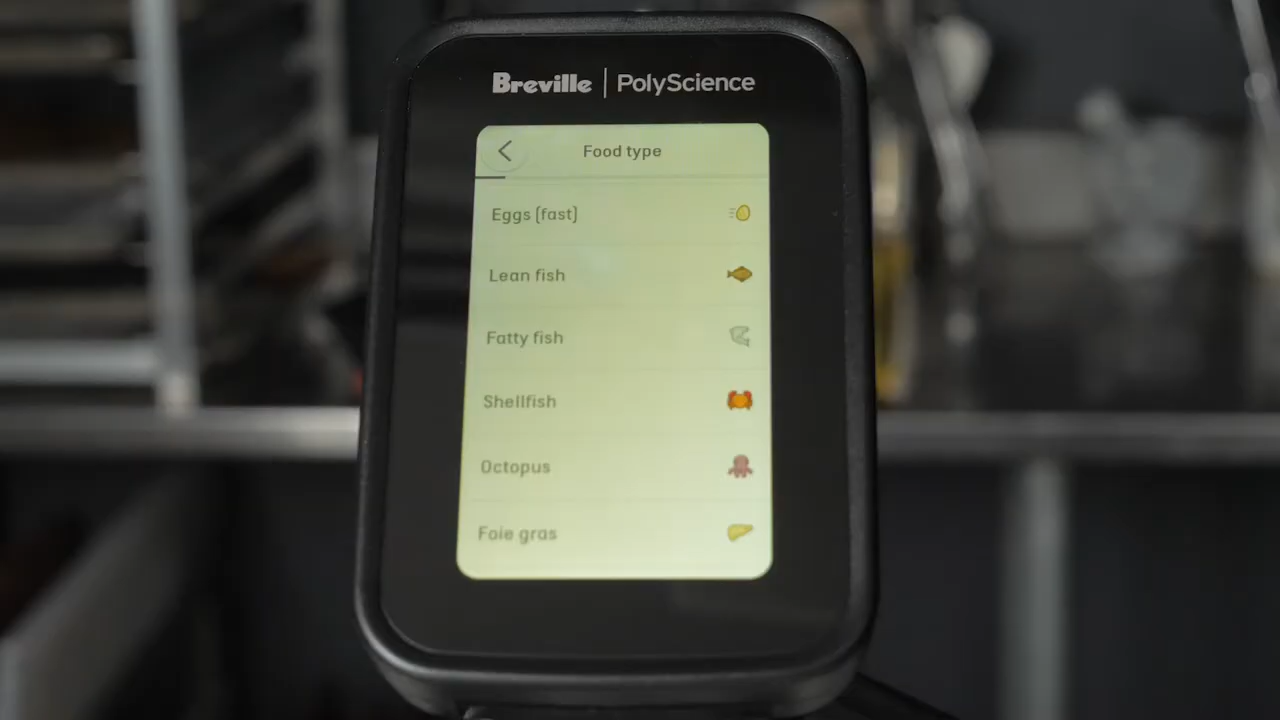 Breville | PolyScience
Food type
Eggs (fast)
Lean fish
Fatty fish
Shellfish
Octopus
Foie gras